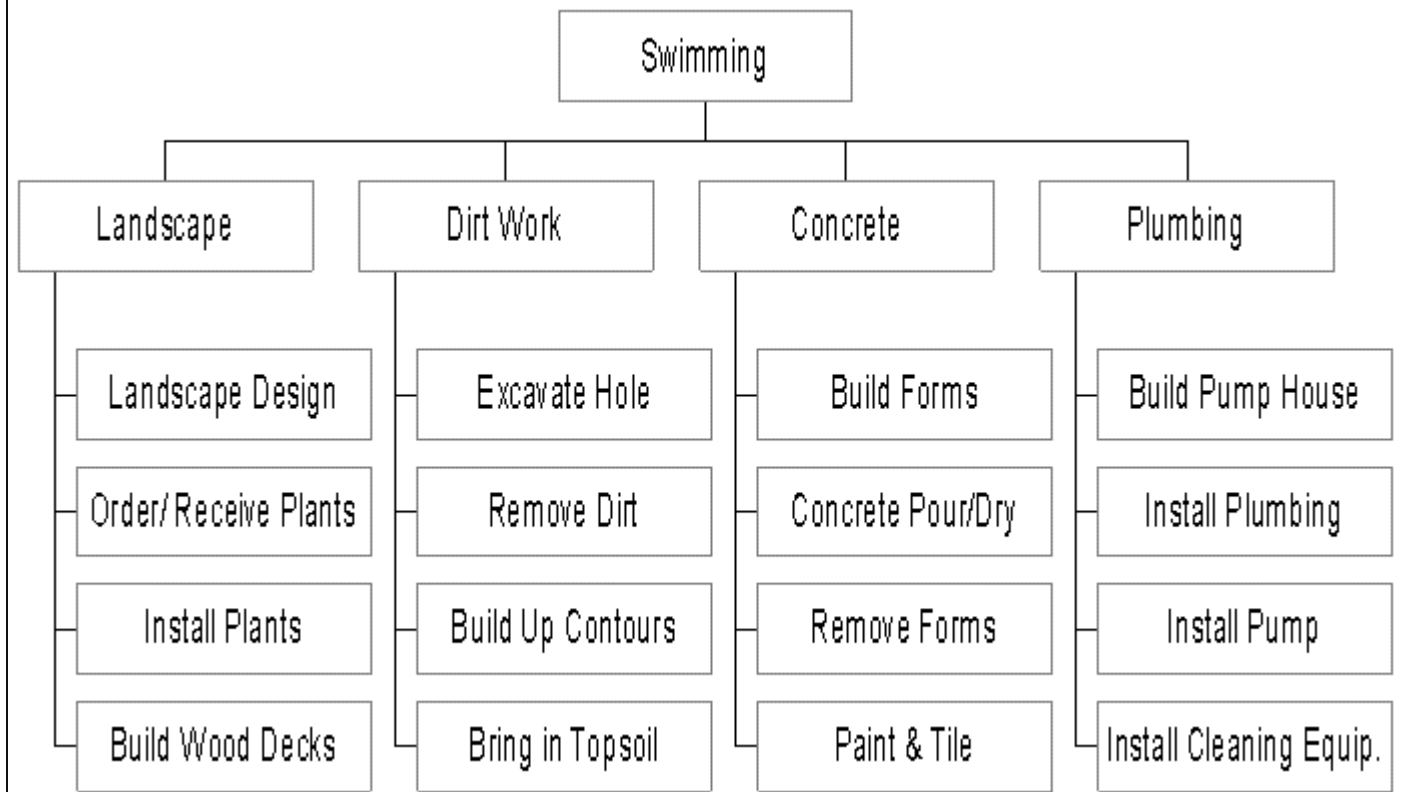 Swimming
Landscape
Dirt Work
Concrete
Plumbing
Landscape Design
Excavate Hole
Build Forms
Build Pump House
Order/ Receive Plants
Remove Dirt
Concrete Pour/Dry
Install Plumbing
Install Plants
Build Up Contours
Remove Forms
Install Pump
Build Wood Decks
Bring in Topsoil
Paint & Tile
Install Cleaning Equip.